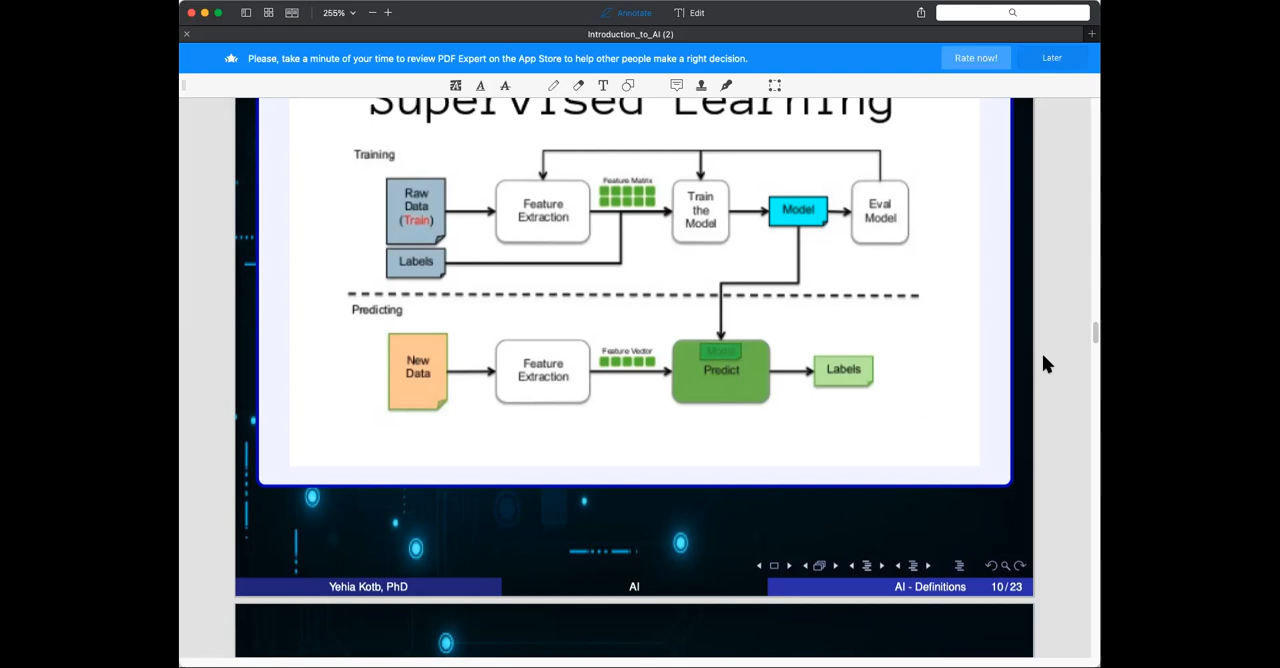 255%
Annotate
Edit
Introduction_to_AI (2)
Please, take a minute of your time to review PDF Expert on the App Store to help other people make a right decision.
Rate now!
Later
Supervised Learning
Training
Raw
Data
(Train)
Labels
Feature
Extraction
Feature Matrix
Train
the
Model
Model
Eval
Model
Predicting
New
Data
Feature
Extraction
Feature Vector
Model
Predict
Labels
Yehia Kotb, PhD
AI
AI - Definitions
10/23